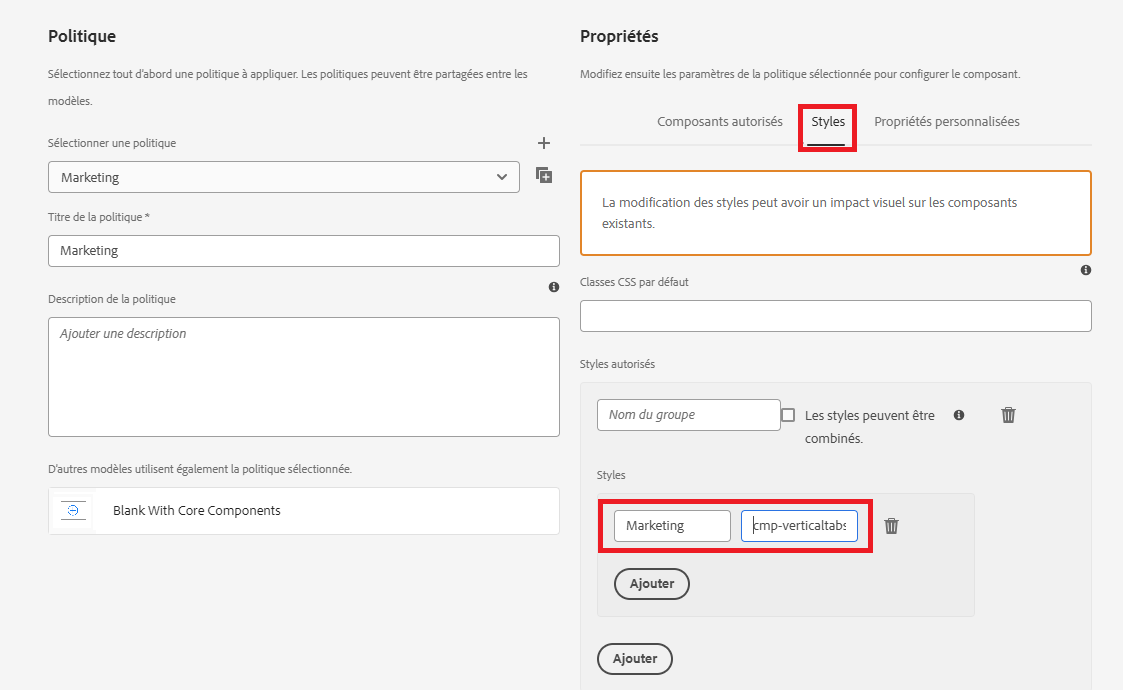 Politique
Sélectionnez tout d'abord une politique à appliquer. Les politiques peuvent être partagées entre les
modèles.
Sélectionner une politique
Marketing
Titre de la politique *
Marketing
Description de la politique
Ajouter une description
D'autres modèles utilisent également la politique sélectionnée.
Blank With Core Components
Propriétés
Modifiez ensuite les paramètres de la politique sélectionnée pour configurer le composant.
Composants autorisés
Styles
Propriétés personnalisées
La modification des styles peut avoir un impact visuel sur les composants
existants.
Classes CSS par défaut
Styles autorisés
Nom du groupe
Les styles peuvent être
combinés.
Styles
Marketing
cmp-verticaltabs
Ajouter
Ajouter